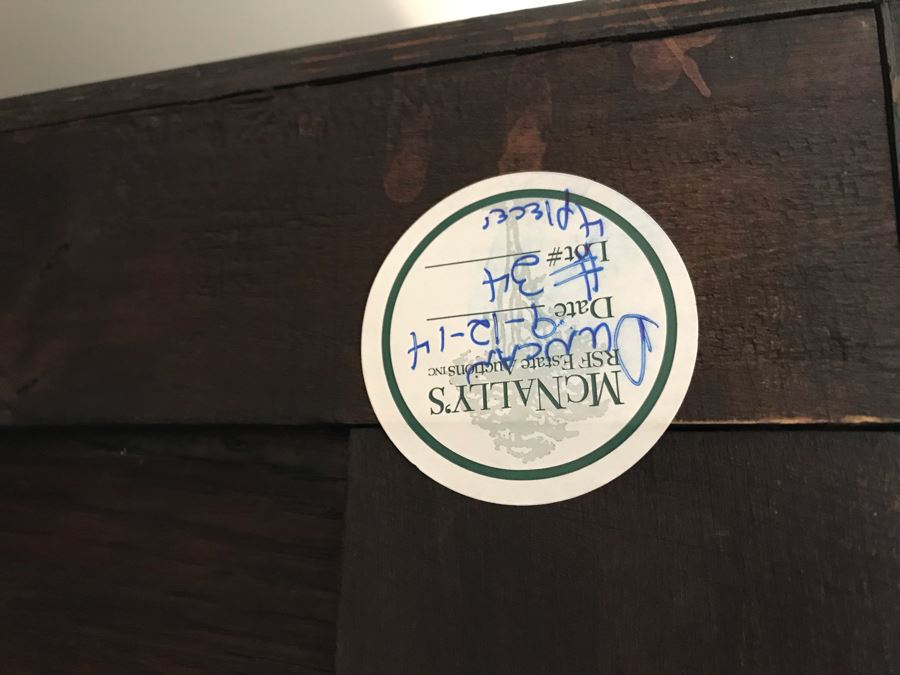 McNally's
RSF Estate Auctions INC
Duncan
Date 9-12-14
# 34
Lot#
4 pieces